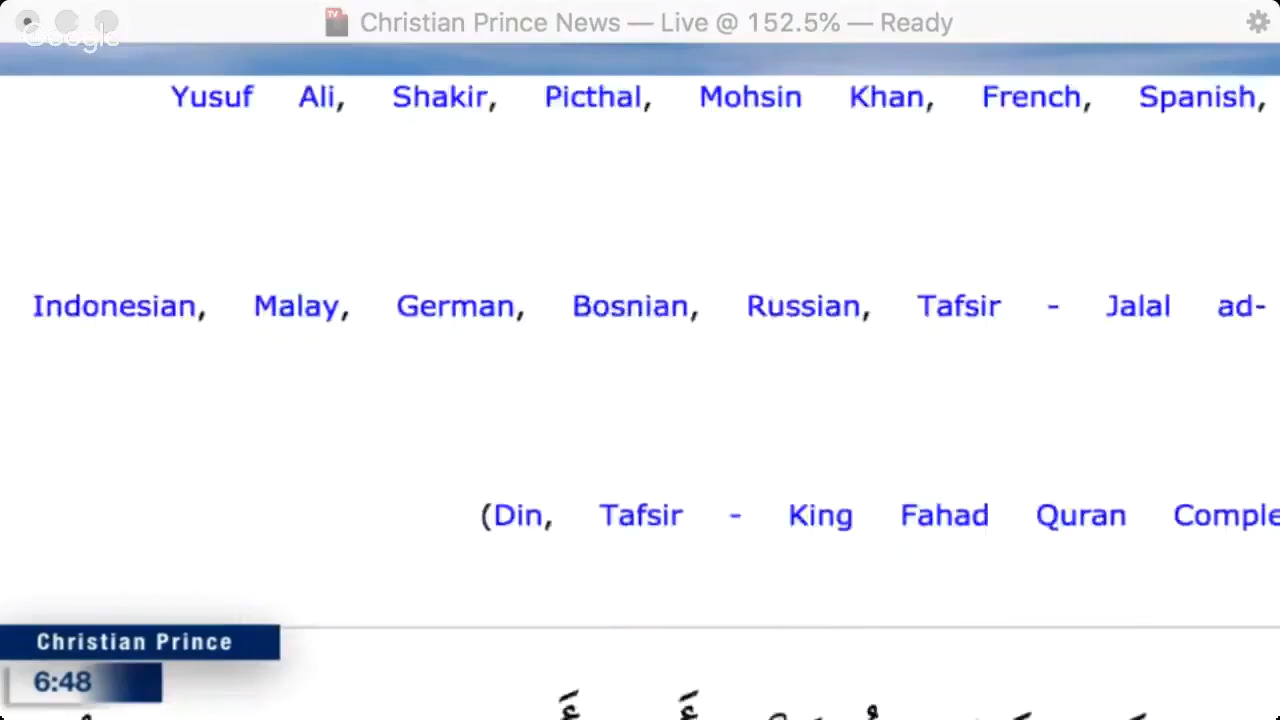 Christian Prince News — Live @ 152.5% — Ready
Google
Yusuf Ali, Shakir, Picthal, Mohsin Khan, French, Spanish,
Indonesian, Malay, German, Bosnian, Russian, Tafsir - Jalal ad-
(Din, Tafsir - King Fahad Quran Comple
Christian Prince
6:48